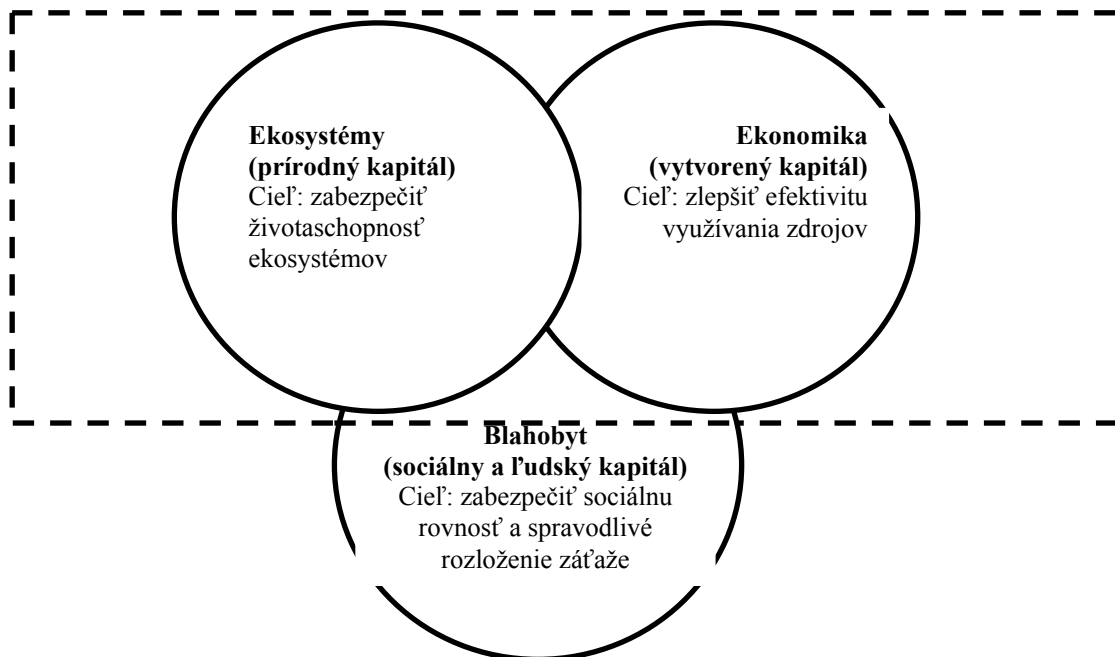 Ekosystémy
(prírodný kapitál)
Cieľ: zabezpečiť
životaschopnosť
ekosystémov
Ekonomika
(vytvorený kapitál)
Cieľ: zlepšiť efektivitu
využívania zdrojov
Blahobyt
(sociálny a ľudský kapitál)
Cieľ: zabezpečiť sociálnu
rovnosť a spravodlivé
rozloženie záťaže